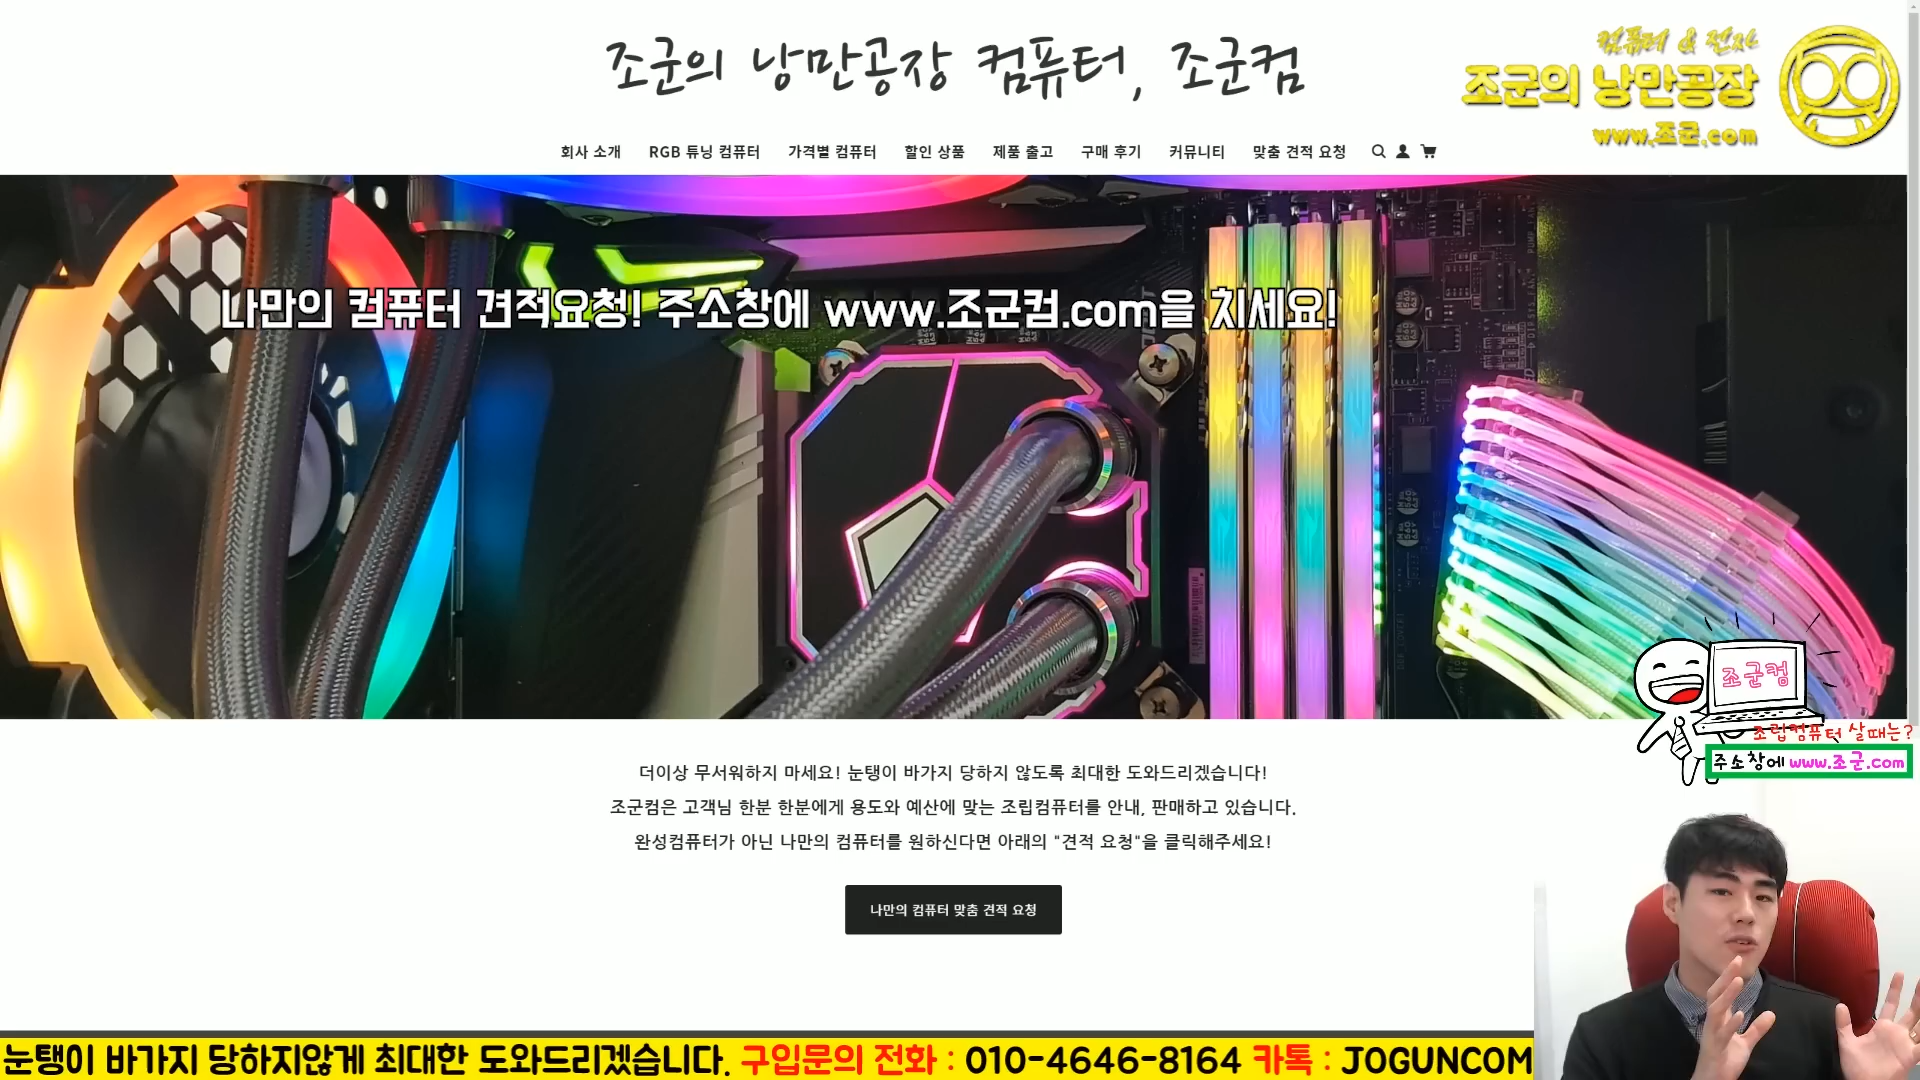 조군의 낭만공장 컴퓨터, 조군컴
컴퓨터 & 전자
조군의 낭만공장
www.조군.com
회사 소개 RGB 튜닝 컴퓨터 가격별 컴퓨터 할인 상품 제품 출고 구매 후기 커뮤니티 맞춤 견적 요청
나만의 컴퓨터 견적요청! 주소창에 www.조군컴.com을 치세요!
조군컴
조립컴퓨터 살때는?
주소창에 www.조군.com
더이상 무서워하지 마세요! 눈탱이 바가지 당하지 않도록 최대한 도와드리겠습니다!
조군컴은 고객님 한분 한분에게 용도와 예산에 맞는 조립컴퓨터를 안내, 판매하고 있습니다.
완성컴퓨터가 아닌 나만의 컴퓨터를 원하신다면 아래의 "견적 요청"을 클릭해주세요!
나만의 컴퓨터 맞춤 견적 요청
눈탱이 바가지 당하지않게 최대한 도와드리겠습니다. 구입문의 전화 : 010-4646-8164 카톡 : JOGUNCOM